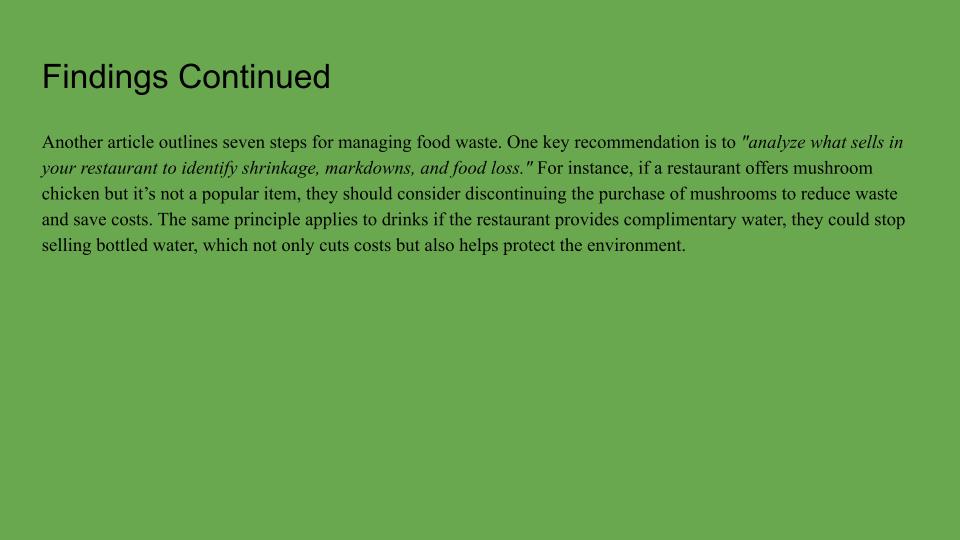 Findings Continued
Another article outlines seven steps for managing food waste. One key recommendation is to "analyze what sells in
your restaurant to identify shrinkage, markdowns, and food loss." For instance, if a restaurant offers mushroom
chicken but it’s not a popular item, they should consider discontinuing the purchase of mushrooms to reduce waste
and save costs. The same principle applies to drinks if the restaurant provides complimentary water, they could stop
selling bottled water, which not only cuts costs but also helps protect the environment.